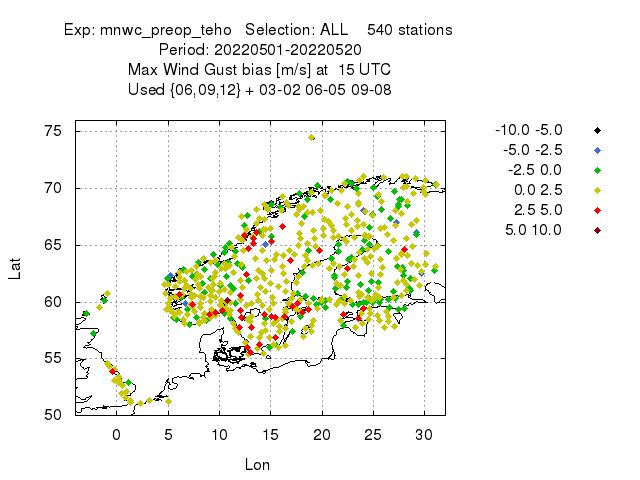 Exp: mnwc_preop_teho   Selection: ALL    540 stations
Period: 20220501-20220520
Max Wind Gust bias [m/s] at  15 UTC
Used {06,09,12} + 03-02 06-05 09-08
-10.0 -5.0
-5.0 -2.5
-2.5 0.0
0.0 2.5
2.5 5.0
5.0 10.0
75
70
65
60
55
50
Lat
0 5 10 15 20 25 30
Lon